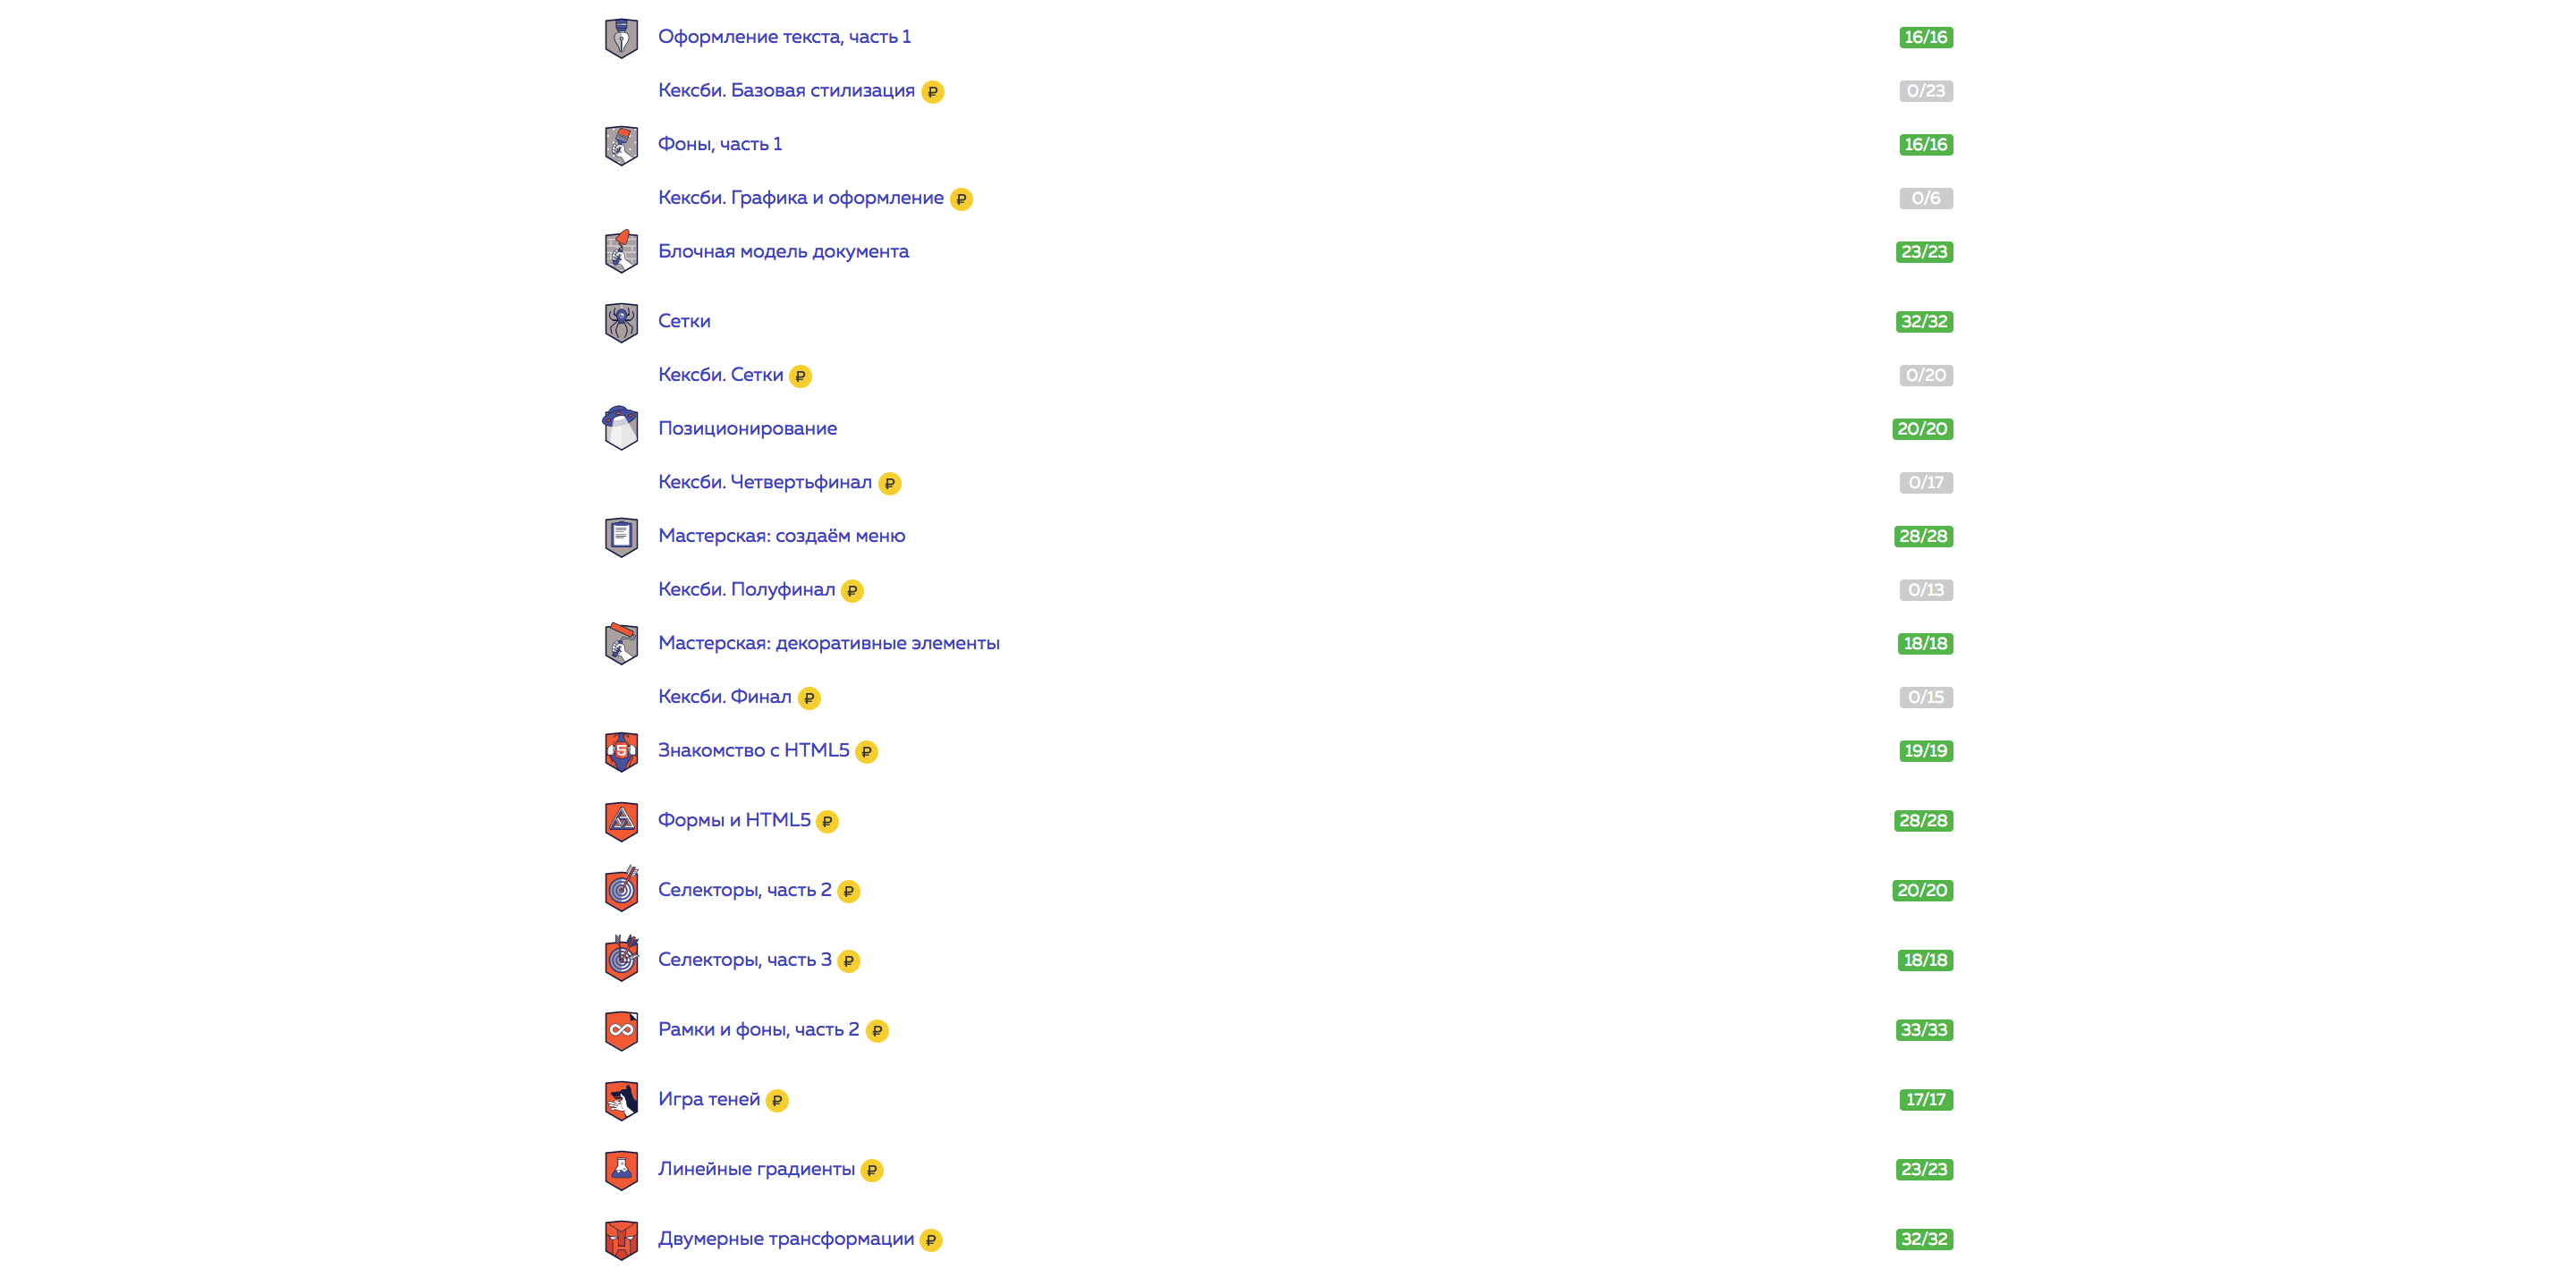 Оформление текста, часть 1 16/16
Кексби. Базовая стилизация ₽ 0/23
Фоны, часть 1 16/16
Кексби. Графика и оформление ₽ 0/6
Блочная модель документа 23/23
Сетки 32/32
Кексби. Сетки ₽ 0/20
Позиционирование 20/20
Кексби. Четвертьфинал ₽ 0/17
Мастерская: создаём меню 28/28
Кексби. Полуфинал ₽ 0/13
Мастерская: декоративные элементы 18/18
Кексби. Финал ₽ 0/15
5 Знакомство с HTML5 ₽ 19/19
Формы и HTML5 ₽ 28/28
Селекторы, часть 2 ₽ 20/20
Селекторы, часть 3 ₽ 18/18
Рамки и фоны, часть 2 ₽ 33/33
Игра теней ₽ 17/17
Линейные градиенты ₽ 23/23
Двумерные трансформации ₽ 32/32